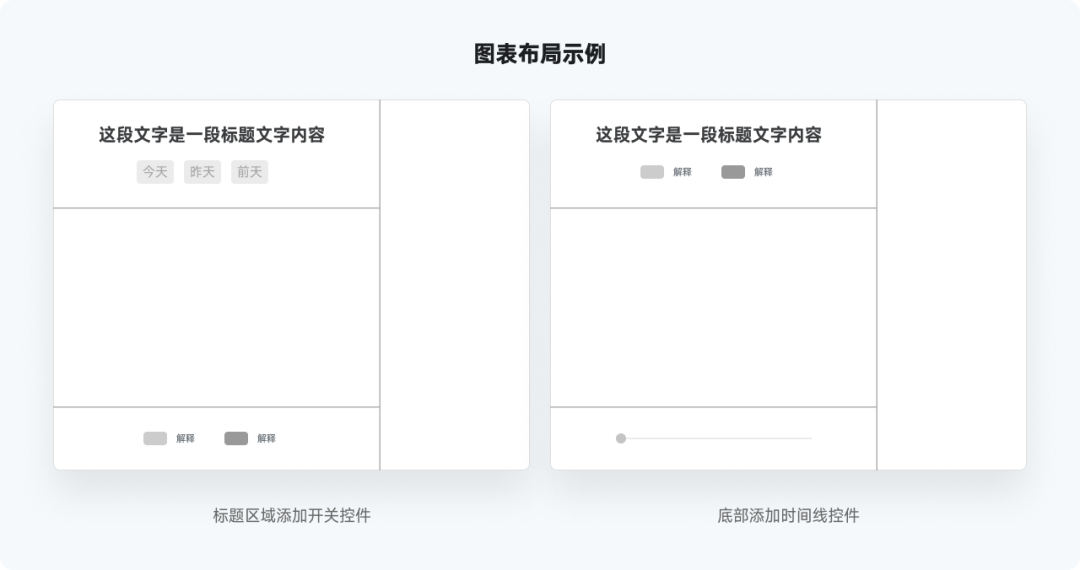 图表布局示例
这段文字是一段标题文字内容
今天 昨天 前天
解释 解释
标题区域添加开关控件
这段文字是一段标题文字内容
解释 解释
底部添加时间线控件